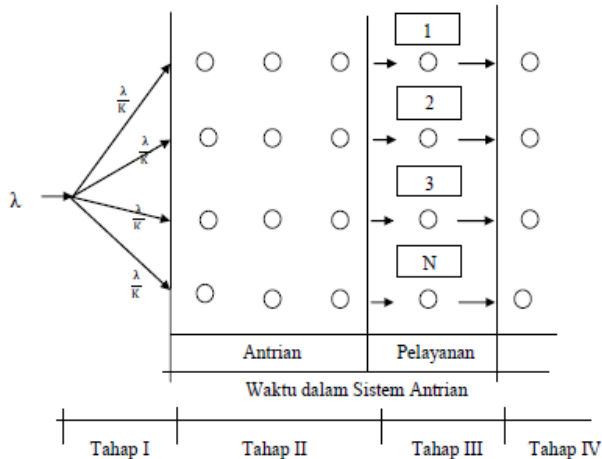 1
λ/K
2
λ/K
3
λ
λ/K
N
λ/K
Antrian Pelayanan
Waktu dalam Sistem Antrian
Tahap I Tahap II Tahap III Tahap IV